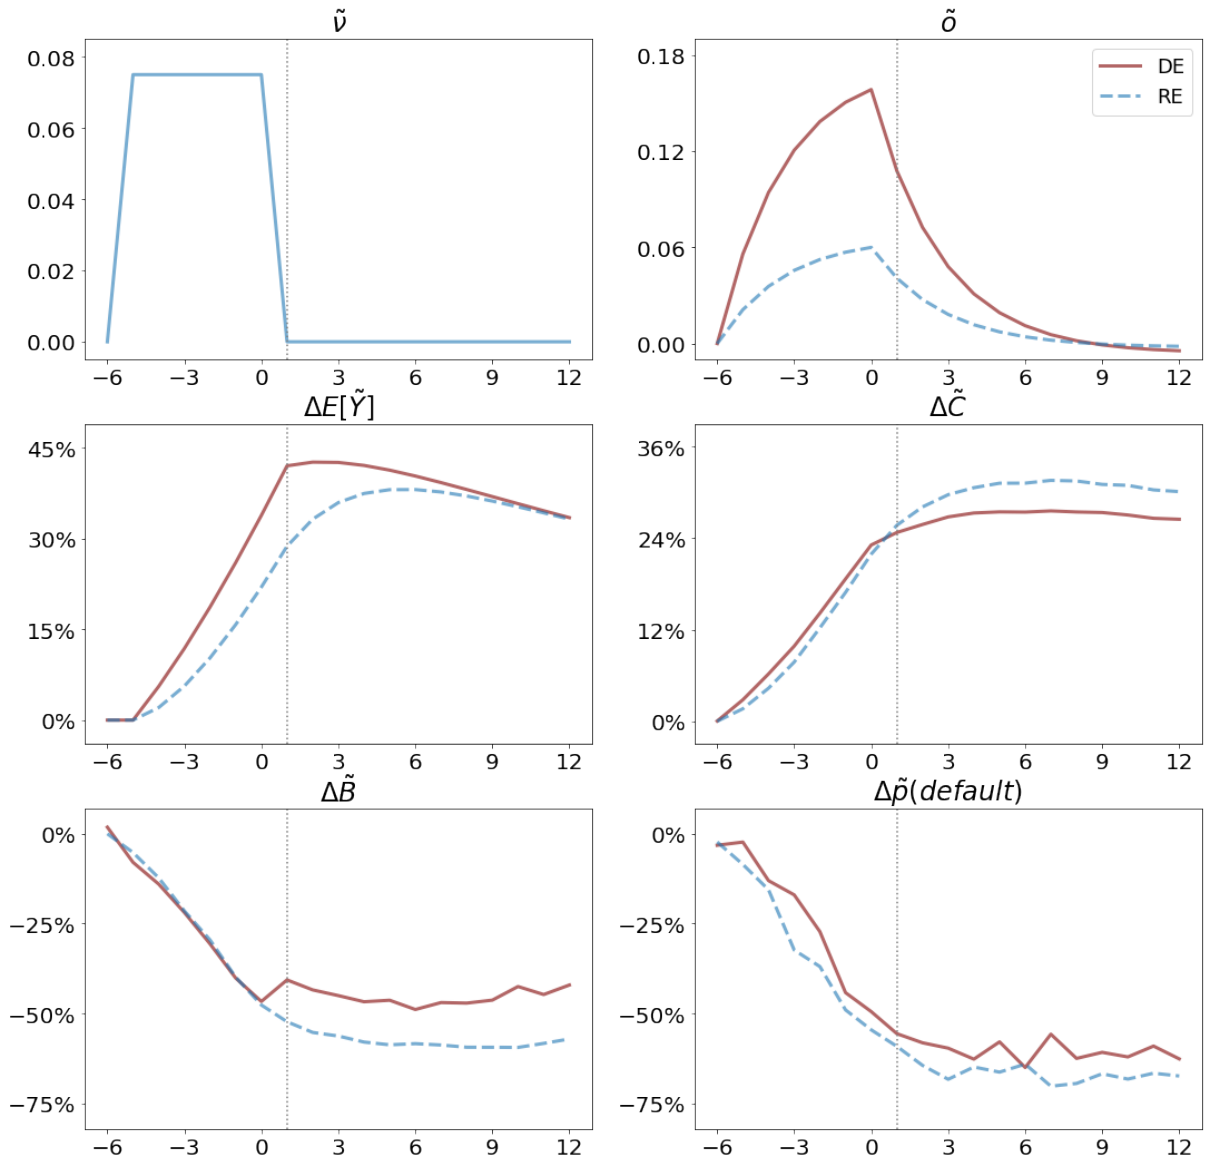 ṽ
õ
0.08
0.06
0.04
0.02
0.00
−6 −3 0 3 6 9 12
0.18
0.12
0.06
0.00
−6 −3 0 3 6 9 12
DE
RE
ΔE[Ỹ]
ΔC̃
45%
30%
15%
0%
−6 −3 0 3 6 9 12
36%
24%
12%
0%
−6 −3 0 3 6 9 12
ΔB̃
Δp̃(default)
0%
−25%
−50%
−75%
−6 −3 0 3 6 9 12
0%
−25%
−50%
−75%
−6 −3 0 3 6 9 12